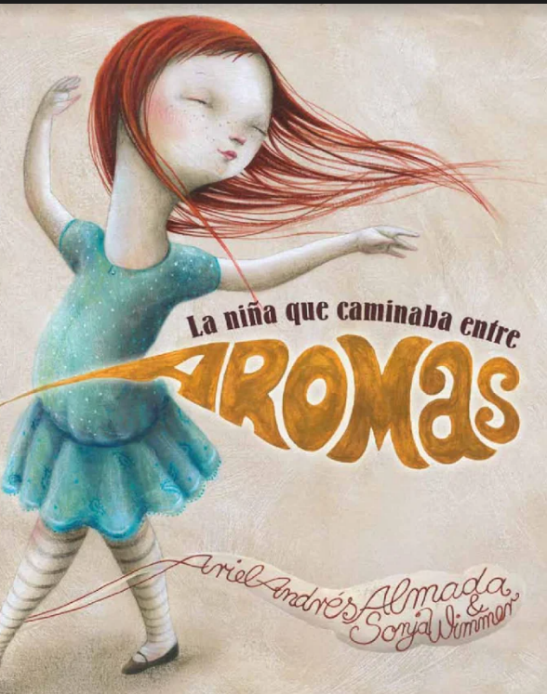 La niña que caminaba entre
AROMas
Ariel Andrés Almada
&
Sonja Wimmer